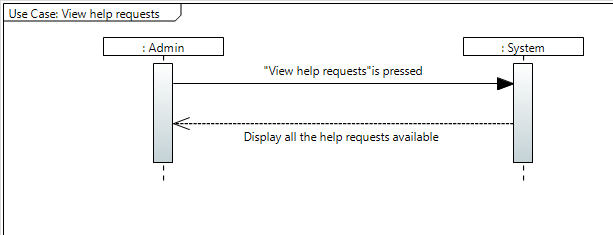 Use Case: View help requests
: Admin
: System
"View help requests"is pressed
Display all the help requests available